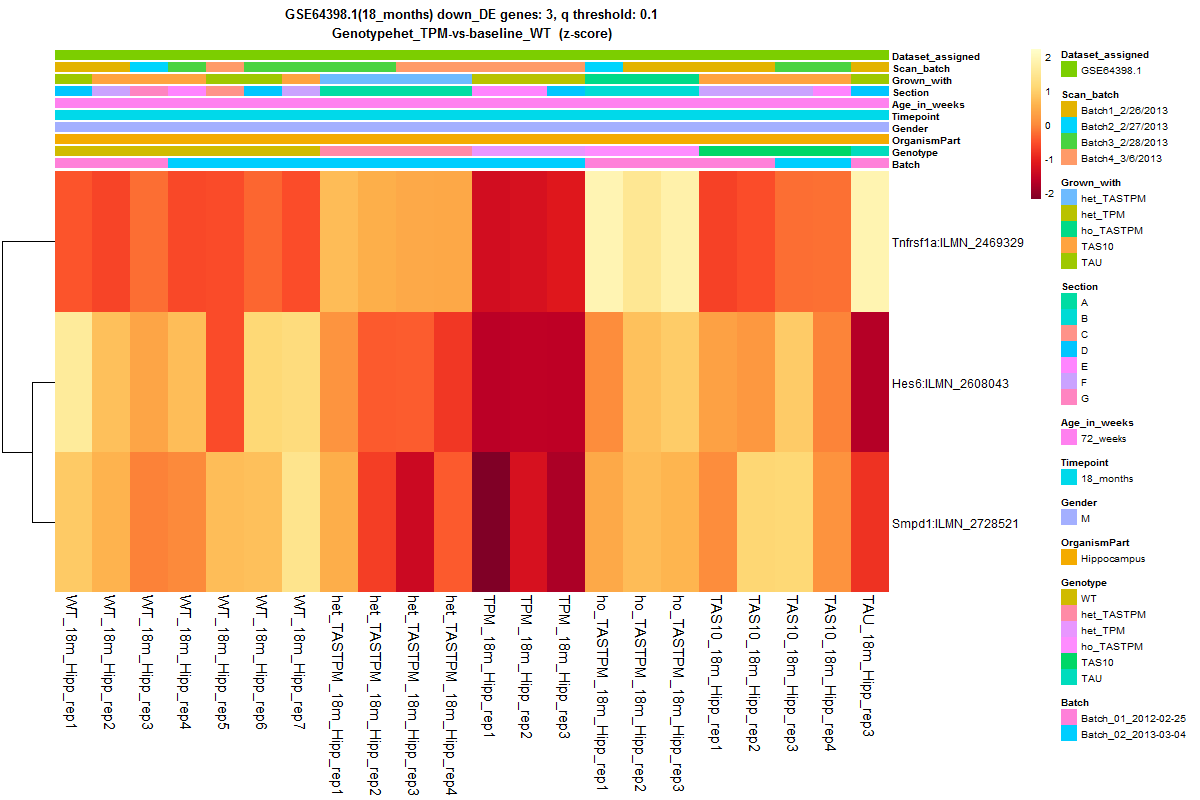 GSE64398.1(18_months) down_DE genes: 3, q threshold: 0.1
Genotypehet_TPM-vs-baseline_WT (z-score)
Dataset_assigned
Scan_batch
Grown_with
Section
Age_in_weeks
Timepoint
Gender
OrganismPart
Genotype
Batch
Tnfrsf1a:ILMN_2469329
Hes6:ILMN_2608043
Smpd1:ILMN_2728521
WT_18m_Hipp_rep1
WT_18m_Hipp_rep2
WT_18m_Hipp_rep3
WT_18m_Hipp_rep4
WT_18m_Hipp_rep5
WT_18m_Hipp_rep6
WT_18m_Hipp_rep7
het_TASTPM_18m_Hipp_rep1
het_TASTPM_18m_Hipp_rep2
het_TASTPM_18m_Hipp_rep3
het_TASTPM_18m_Hipp_rep4
TPM_18m_Hipp_rep1
TPM_18m_Hipp_rep2
TPM_18m_Hipp_rep3
ho_TASTPM_18m_Hipp_rep1
ho_TASTPM_18m_Hipp_rep2
ho_TASTPM_18m_Hipp_rep3
TAS10_18m_Hipp_rep1
TAS10_18m_Hipp_rep2
TAS10_18m_Hipp_rep3
TAS10_18m_Hipp_rep4
TAU_18m_Hipp_rep3
2
1
0
-1
-2
Dataset_assigned
GSE64398.1
Scan_batch
Batch1_2/26/2013
Batch2_2/27/2013
Batch3_2/28/2013
Batch4_3/6/2013
Grown_with
het_TASTPM
het_TPM
ho_TASTPM
TAS10
TAU
Section
A
B
C
D
E
F
G
Age_in_weeks
72_weeks
Timepoint
18_months
Gender
M
OrganismPart
Hippocampus
Genotype
WT
het_TASTPM
het_TPM
ho_TASTPM
TAS10
TAU
Batch
Batch_01_2012-02-25
Batch_02_2013-03-04